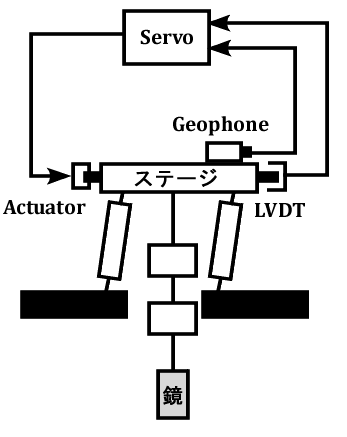 Servo
Geophone
ステージ
Actuator
LVDT
鏡